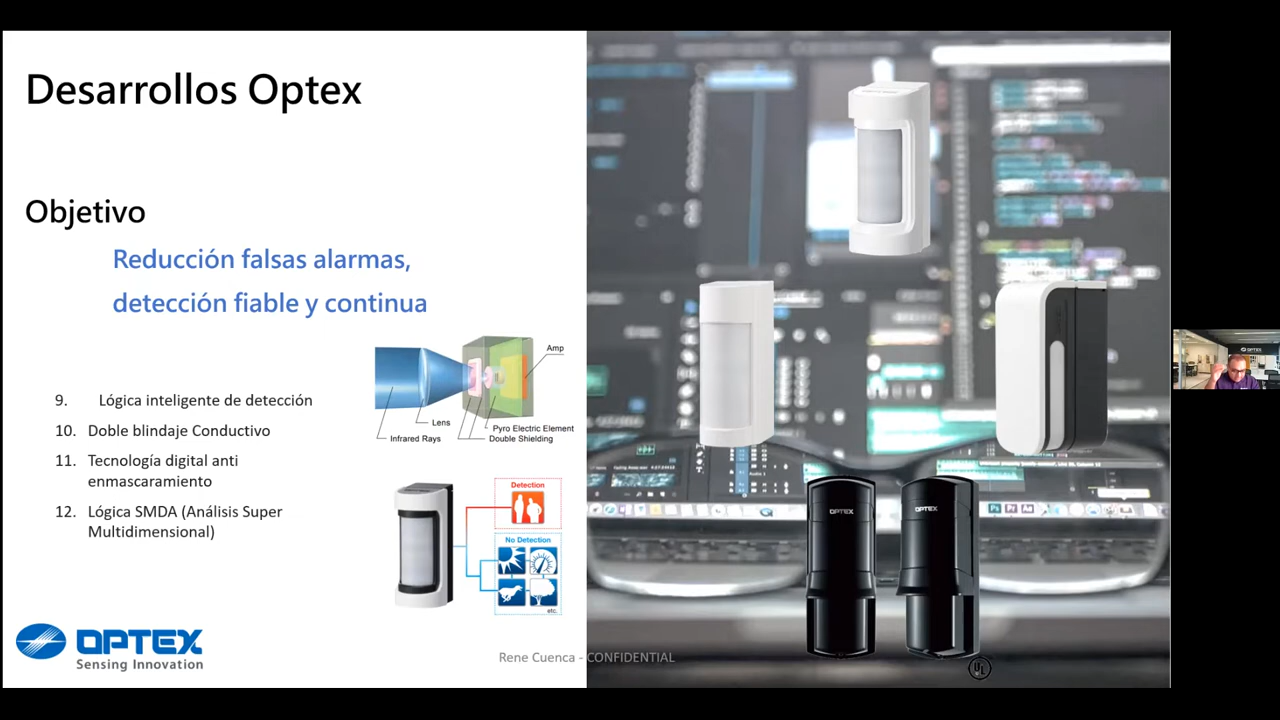 Desarrollos Optex
Objetivo
Reducción falsas alarmas,
detección fiable y continua
Amp
Lens
Infrared Rays
Pyro Electric Element
Double Shielding
9. Lógica inteligente de detección
10. Doble blindaje Conductivo
11. Tecnología digital anti
enmascaramiento
12. Lógica SMDA (Análisis Super
Multidimensional)
Detection
No Detection
etc.
OPTEX
Sensing Innovation
Rene Cuenca - CONFIDENTIAL
OPTEX
OPTEX
UL
OPTEX